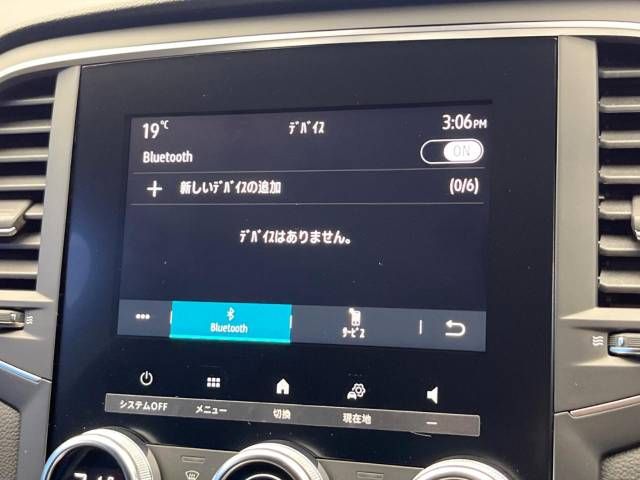 19℃ デバイス 3:06PM
Bluetooth ON
+ 新しいデバイスの追加 (0/6)
デバイスはありません。
Bluetooth サービス
システムOFF メニュー 切換 現在地 —